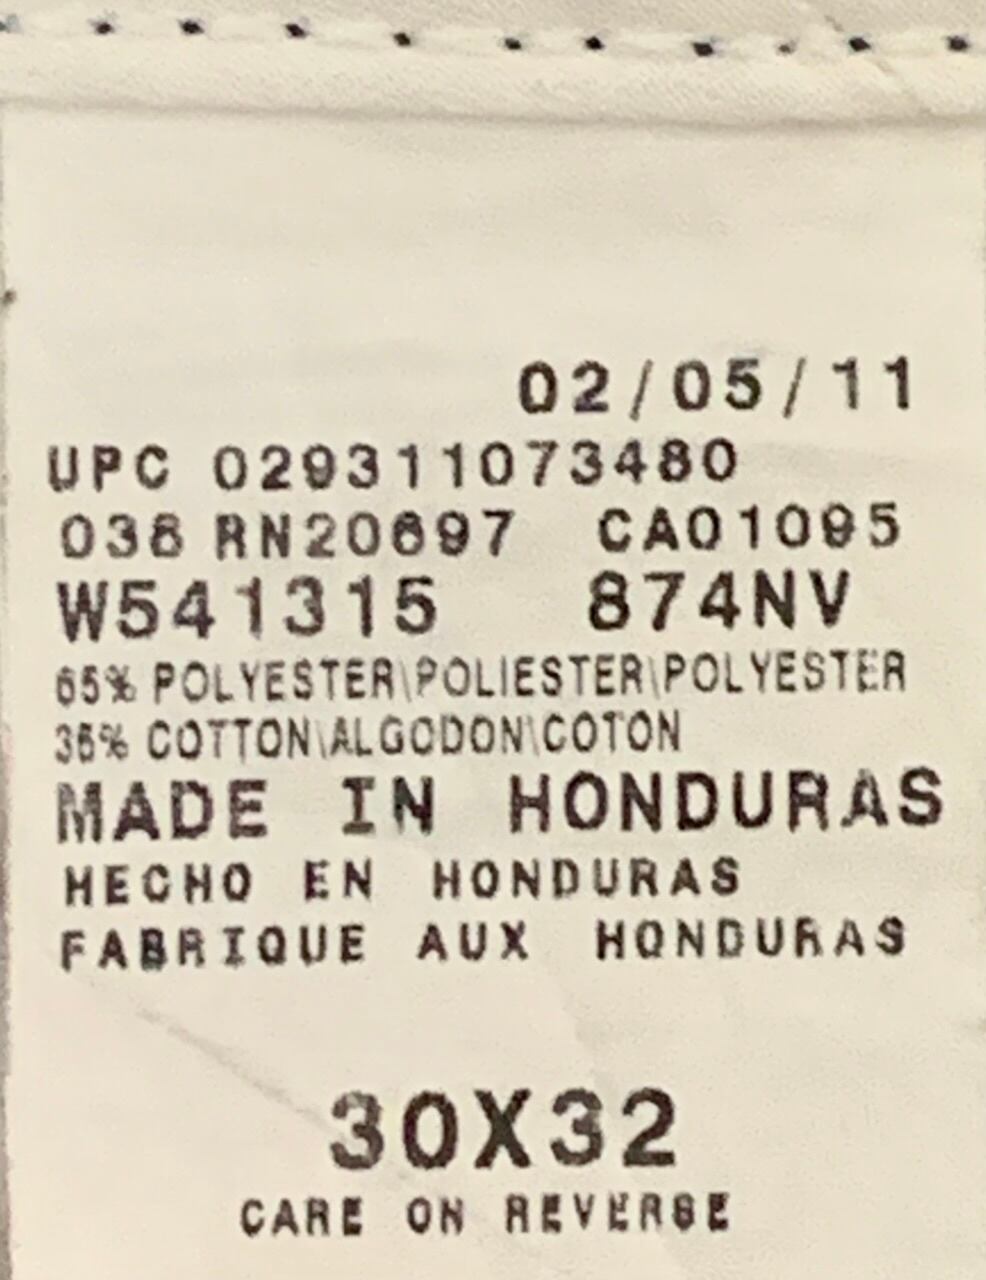 02/05/11
UPC 029311073480
036 RN20697 CA01095
W541315 874NV
65% POLYESTER\POLIESTER\POLYESTER
35% COTTON\ALGODON\COTON
MADE IN HONDURAS
HECHO EN HONDURAS
FABRIQUE AUX HONDURAS
30X32
CARE ON REVERSE